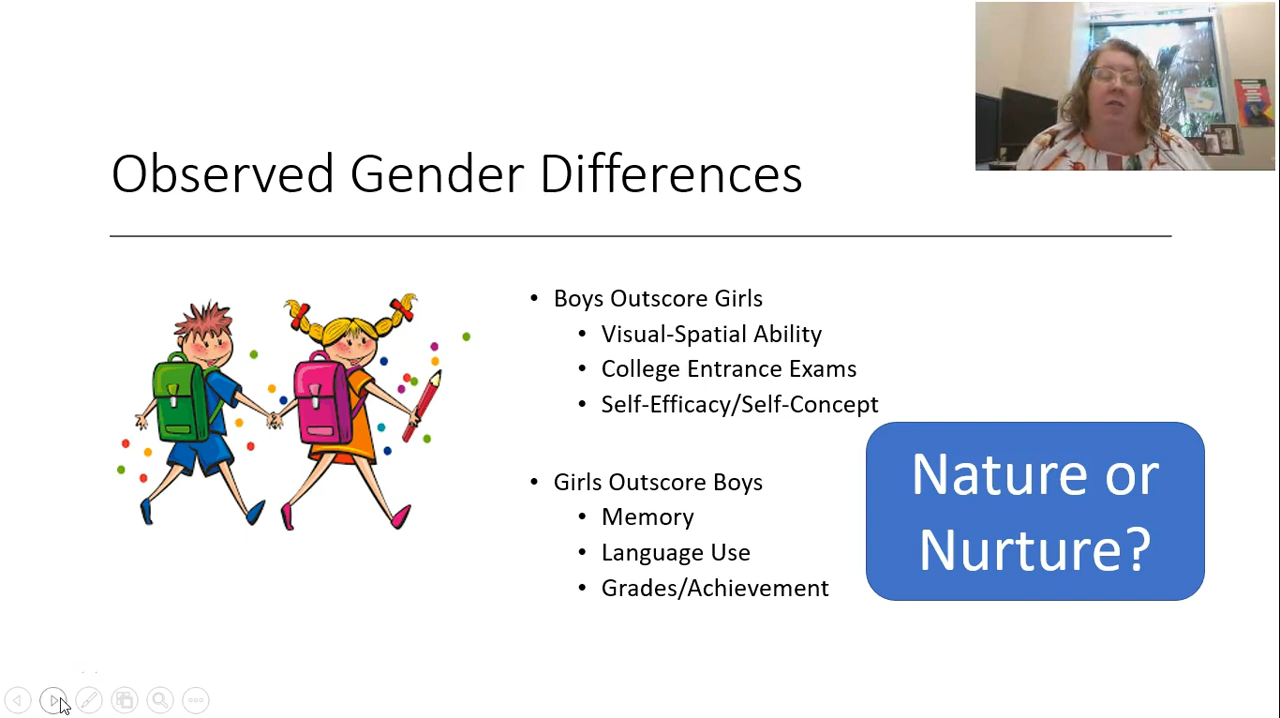 Observed Gender Differences
• Boys Outscore Girls
• Visual-Spatial Ability
• College Entrance Exams
• Self-Efficacy/Self-Concept
• Girls Outscore Boys
• Memory
• Language Use
• Grades/Achievement
Nature or
Nurture?